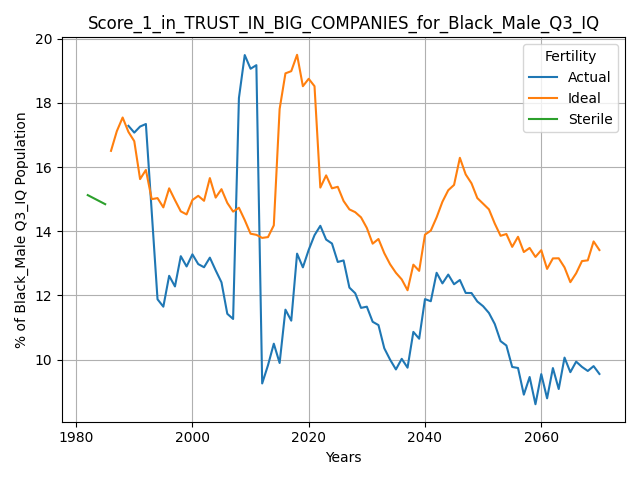 Score_1_in_TRUST_IN_BIG_COMPANIES_for_Black_Male_Q3_IQ
Fertility
Actual
Ideal
Sterile
% of Black_Male Q3_IQ Population
20
18
16
14
12
10
1980
2000
2020
2040
2060
Years